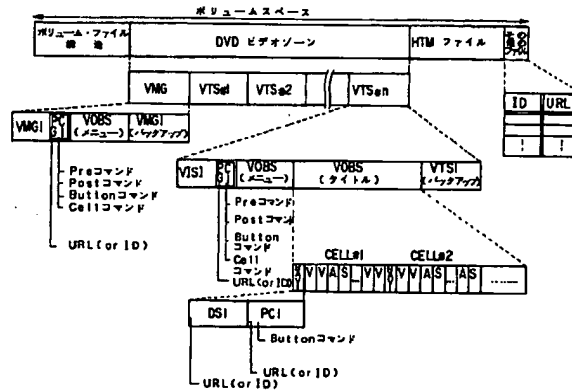 ボリュームスペース
ボリューム・ファイル
構造
DVD ビデオゾーン
HTM ファイル
VMG
VTS#1
VTS#2
VTS#n
ID
URL
VMGI
PC
GI
VOBS
(メニュー)
VMGI
(バックアップ)
Preコマンド
Postコマンド
Buttonコマンド
Cellコマンド
URL(or ID)
VTSI
PC
GI
VOBS
(メニュー)
VOBS
(タイトル)
VTSI
(バックアップ)
Preコマンド
Postコマンド
Button
コマンド
Cell
コマンド
URL(or ID)
CELL#1
CELL#2
V V A S … V V
V V A S … A S
………
DSI
PCI
Buttonコマンド
URL(or ID)
URL(or ID)